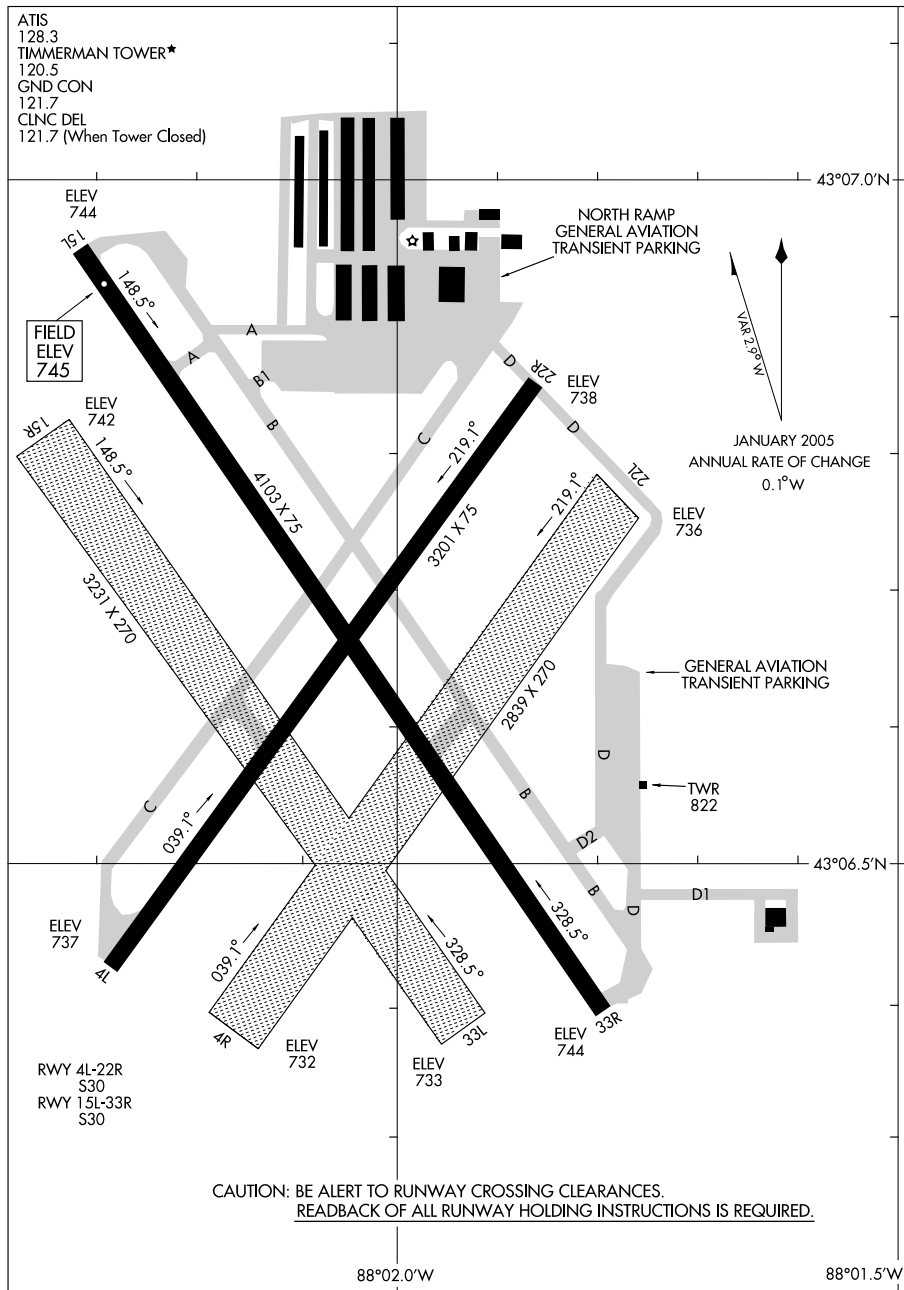 ATIS
128.3
TIMMERMAN TOWER★
120.5
GND CON
121.7
CLNC DEL
121.7 (When Tower Closed)
43°07.0'N
ELEV
744
15L
NORTH RAMP
GENERAL AVIATION
TRANSIENT PARKING
148.5°
FIELD
ELEV
745
A
A
VAR 2.9° W
D
22R
ELEV
738
B1
ELEV
742
15R
B
C
D
JANUARY 2005
ANNUAL RATE OF CHANGE
0.1°W
148.5°
219.1°
219.1°
22L
4103 X 75
ELEV
736
3201 X 75
3231 X 270
2839 X 270
GENERAL AVIATION
TRANSIENT PARKING
D
TWR
822
C
039.1°
B
D2
43°06.5'N
B
D1
D
328.5°
ELEV
737
4L
039.1°
328.5°
4R
33L
33R
ELEV
732
ELEV
733
ELEV
744
RWY 4L-22R
S30
RWY 15L-33R
S30
CAUTION: BE ALERT TO RUNWAY CROSSING CLEARANCES.
READBACK OF ALL RUNWAY HOLDING INSTRUCTIONS IS REQUIRED.
88°02.0'W
88°01.5'W